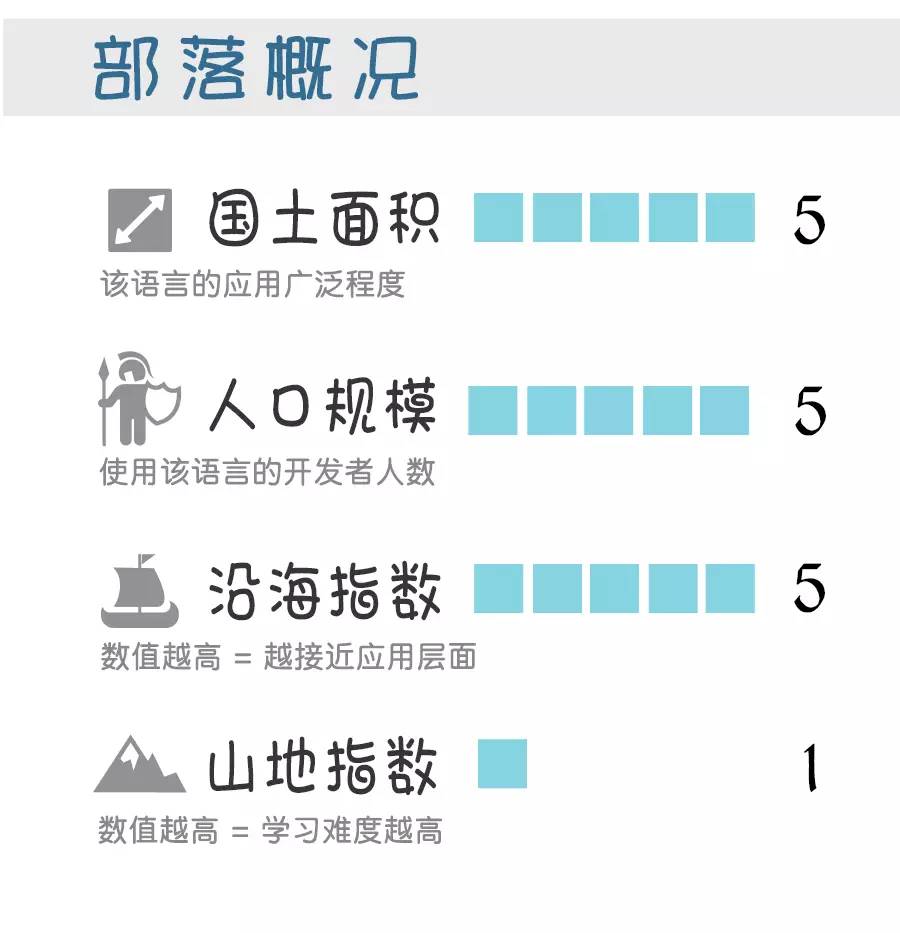 部落概况
国土面积 5
该语言的应用广泛程度
人口规模 5
使用该语言的开发者人数
沿海指数 5
数值越高 = 越接近应用层面
山地指数 1
数值越高 = 学习难度越高